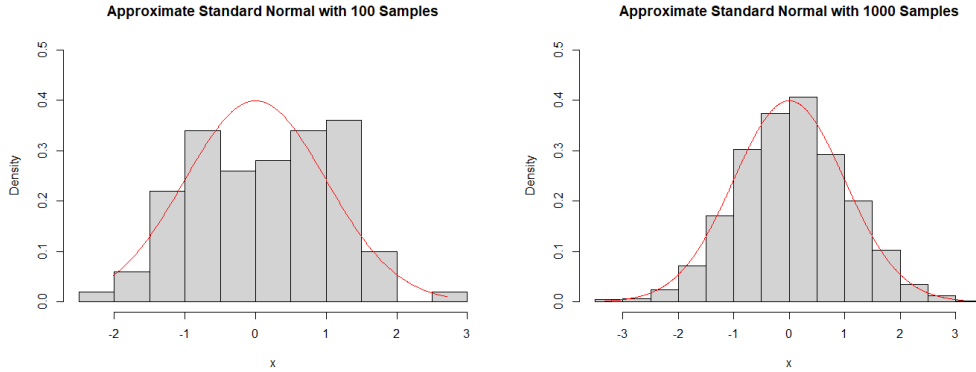 Approximate Standard Normal with 100 Samples
Density
0.0 0.1 0.2 0.3 0.4 0.5
-2 -1 0 1 2 3
x
Approximate Standard Normal with 1000 Samples
Density
0.0 0.1 0.2 0.3 0.4 0.5
-3 -2 -1 0 1 2 3
x